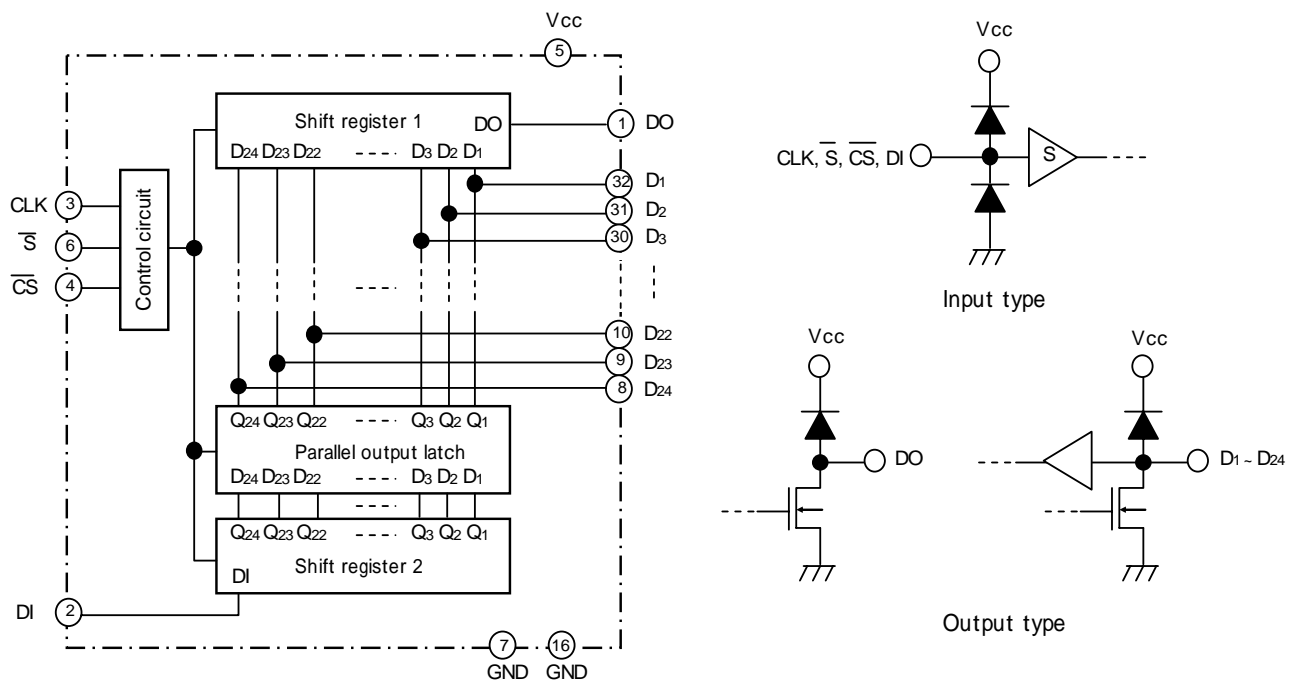 Vcc
5
Shift register 1
DO
1
DO
D24 D23 D22 ---- D3 D2 D1
32
D1
31
D2
30
D3
CLK
3
S̅
6
C̅S̅
4
Control circuit
10
D22
9
D23
8
D24
Q24 Q23 Q22 ---- Q3 Q2 Q1
Parallel output latch
D24 D23 D22 ---- D3 D2 D1
Q24 Q23 Q22 ---- Q3 Q2 Q1
Shift register 2
DI
DI
2
7
16
GND
GND
Vcc
CLK, S̅, C̅S̅, DI
S
Input type
Vcc
DO
Vcc
D1 ~ D24
Output type